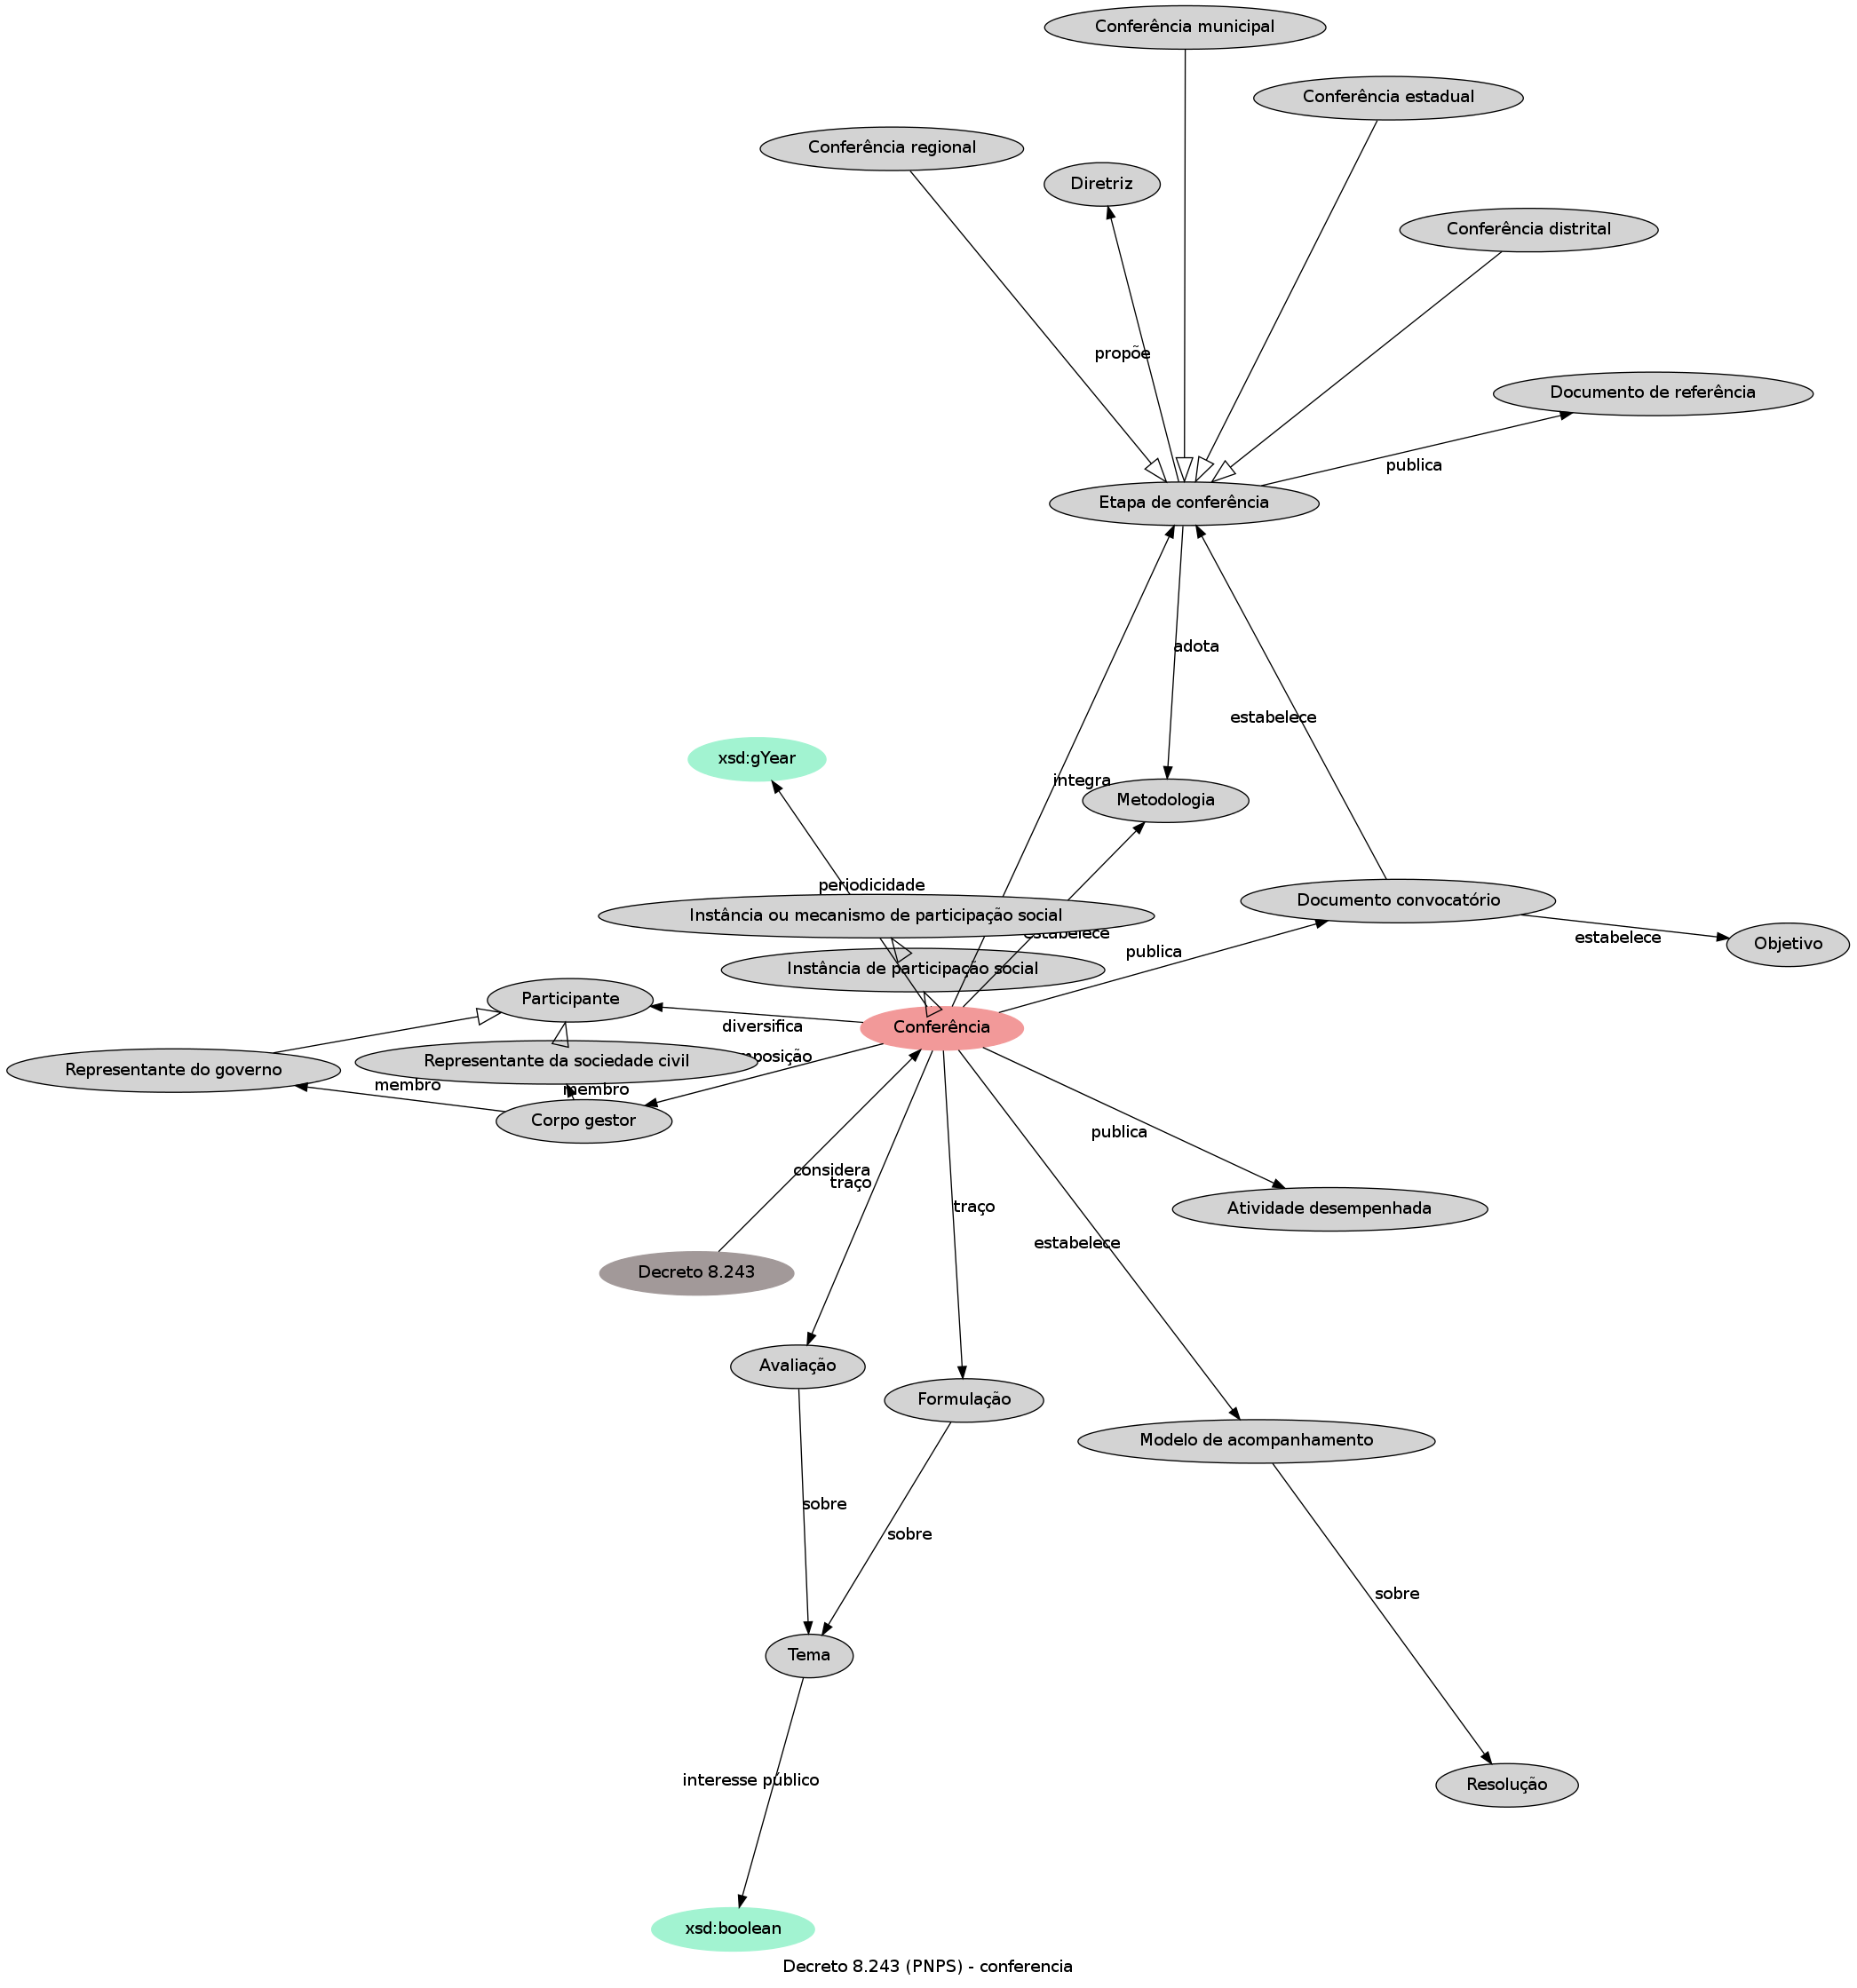 Conferência municipal
Conferência estadual
Conferência regional
Diretriz
Conferência distrital
propõe
Documento de referência
publica
Etapa de conferência
adota
estabelece
xsd:gYear
integra
Metodologia
periodicidade
Documento convocatório
Instância ou mecanismo de participação social
estabelece
estabelece
publica
Objetivo
Instância de participação social
Participante
diversifica
Conferência
Representante da sociedade civil
Representante do governo
membro
membro
Corpo gestor
publica
considera
traço
traço
Atividade desempenhada
estabelece
Decreto 8.243
Avaliação
Formulação
Modelo de acompanhamento
sobre
sobre
sobre
Tema
interesse público
Resolução
xsd:boolean
Decreto 8.243 (PNPS) - conferencia